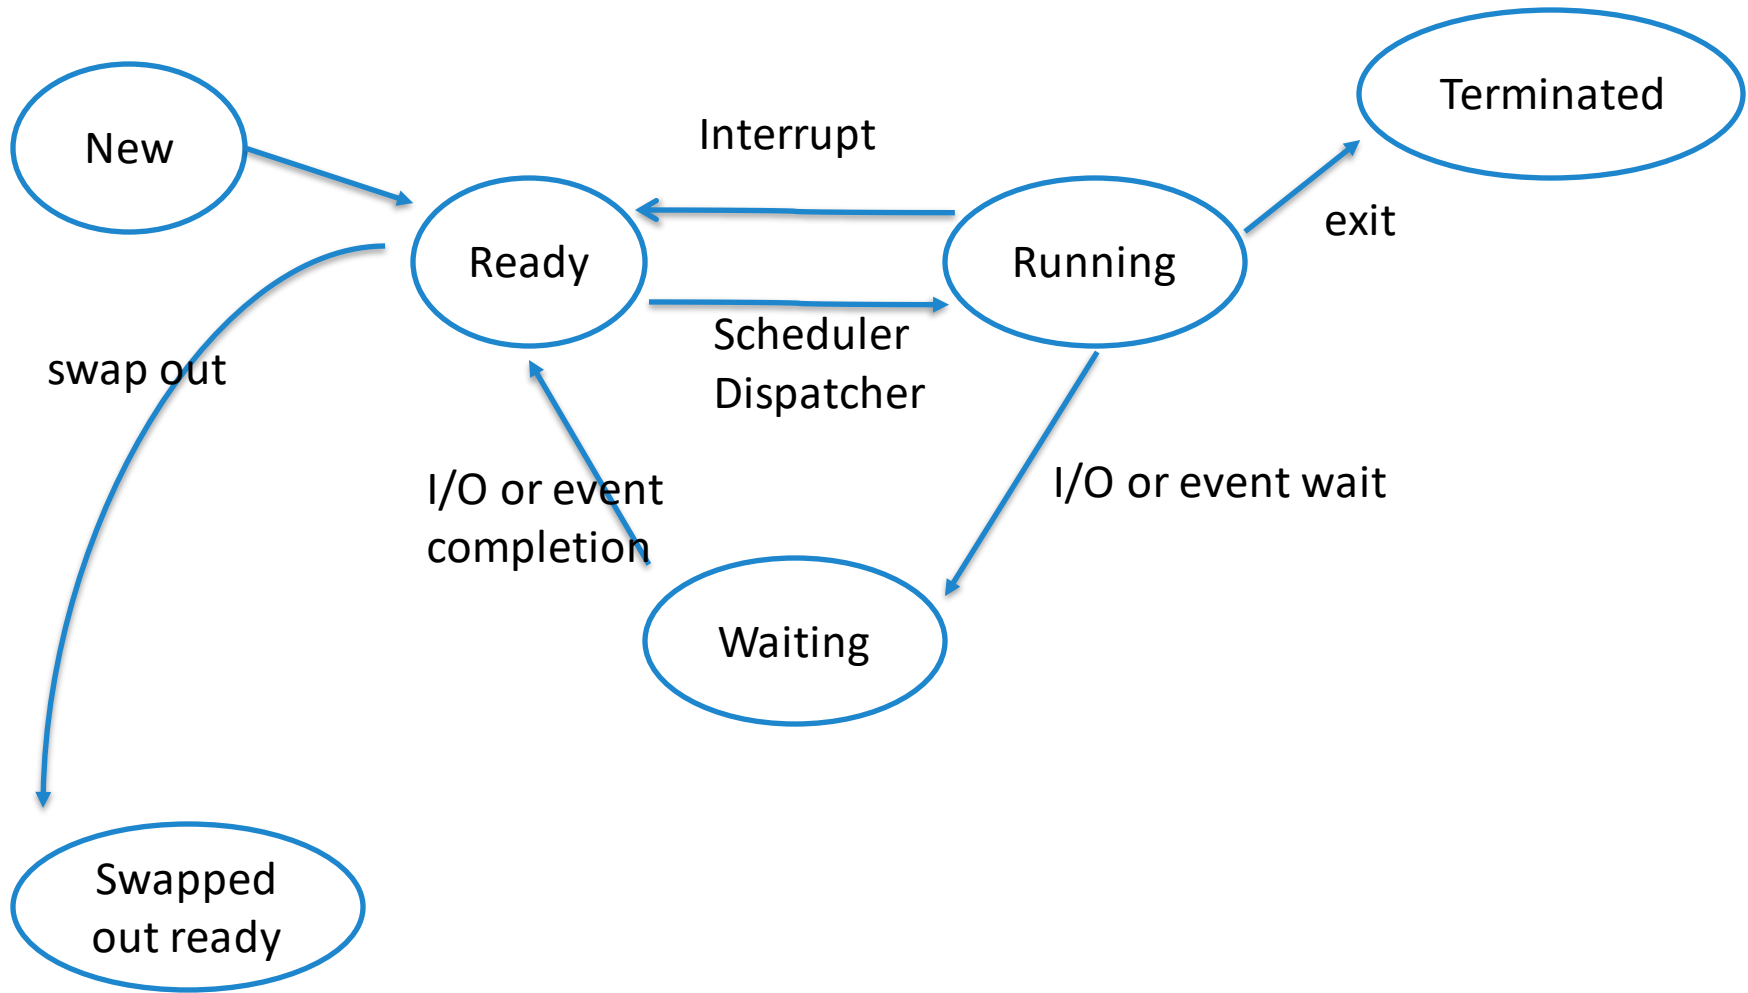 New
Terminated
Interrupt
exit
Ready
Running
Scheduler
Dispatcher
swap out
I/O or event
completion
I/O or event wait
Waiting
Swapped
out ready